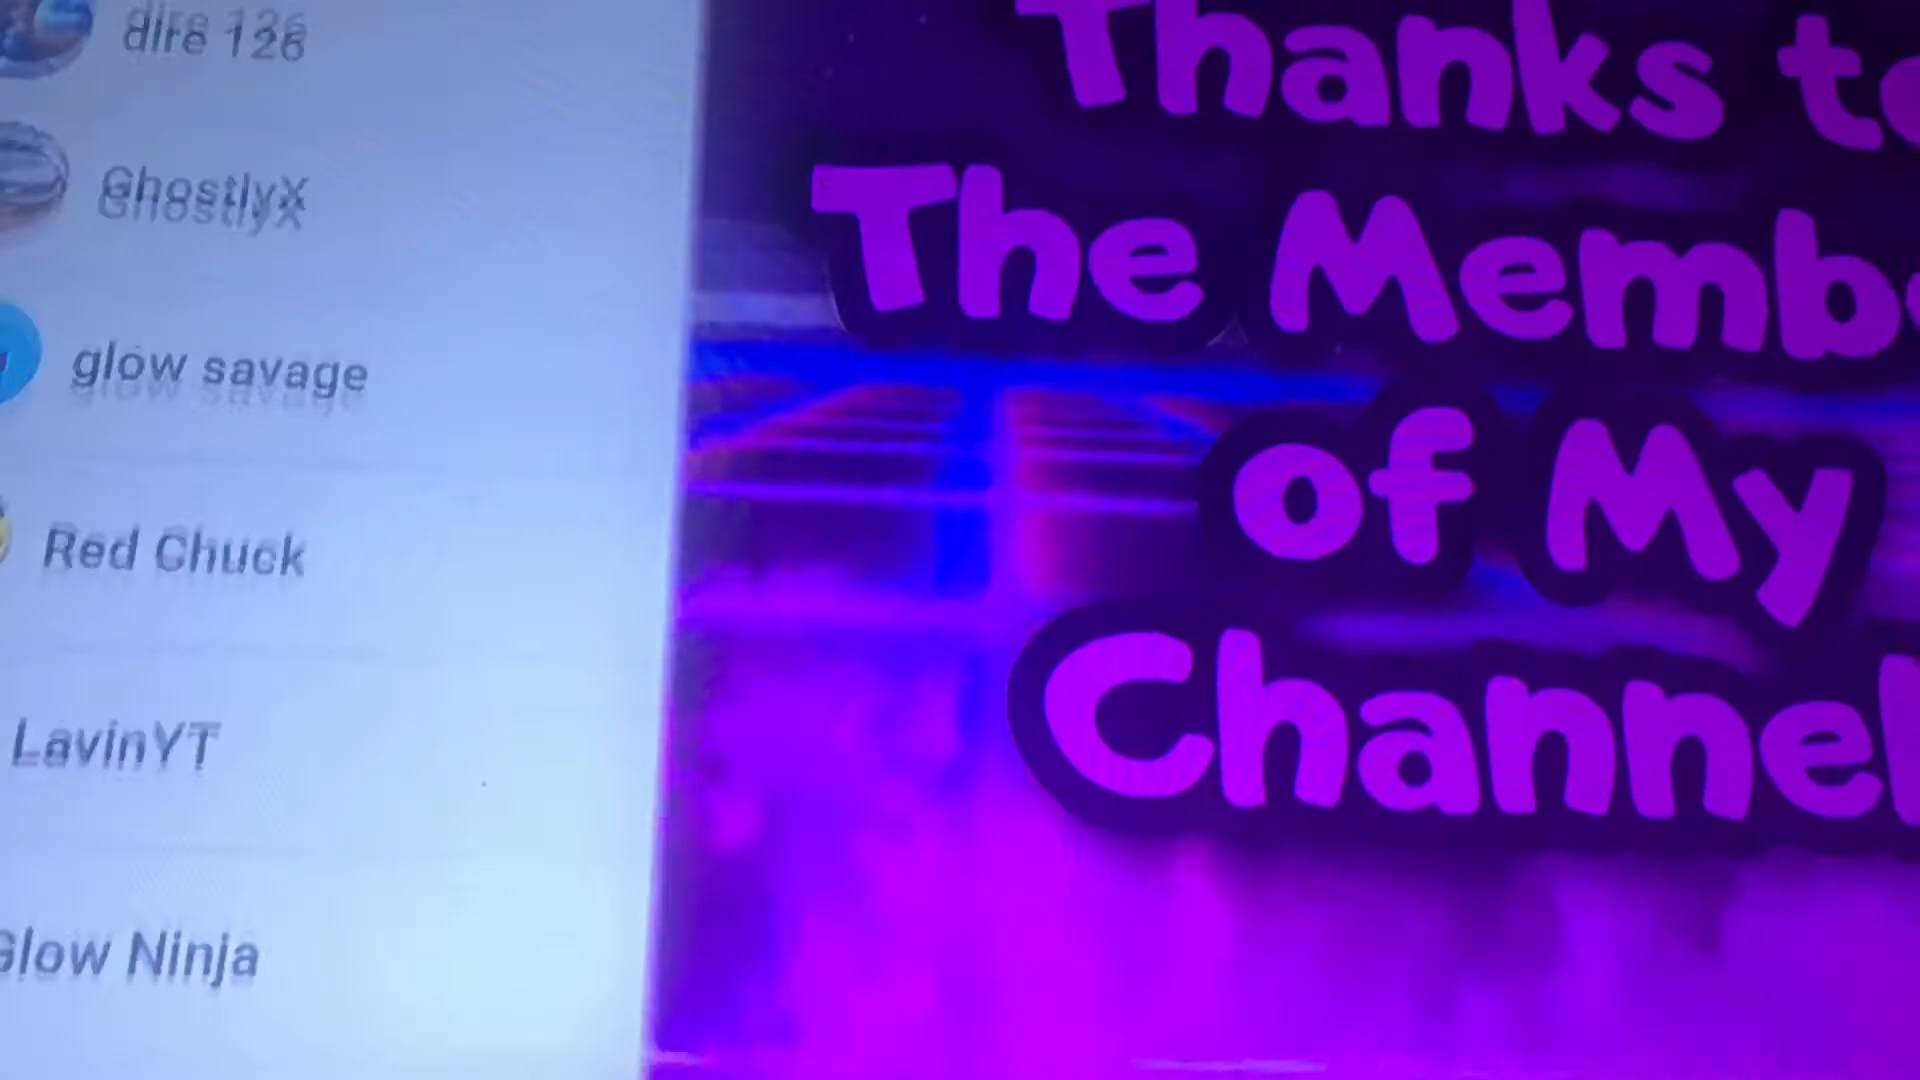 dire 126
GhostlyX
glow savage
Red Chuck
LavinYT
Glow Ninja
Thanks to
The Memb
of My
Channel